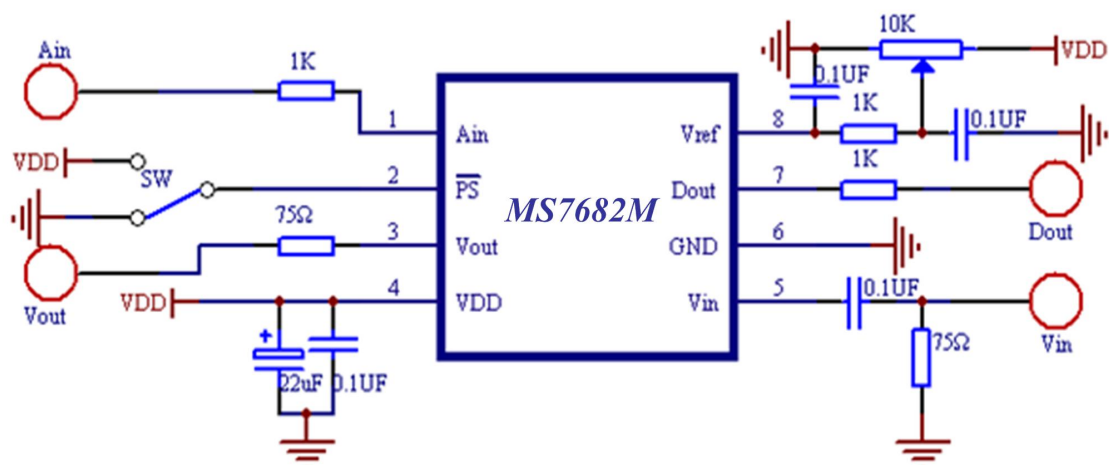 Ain
1K
1
Ain
VDD
SW
2
PS
75Ω
3
Vout
Vout
VDD
4
VDD
+
22uF
0.1UF
MS7682M
10K
VDD
0.1UF
1K
0.1UF
8
Vref
1K
7
Dout
Dout
6
GND
5
Vin
0.1UF
75Ω
Vin